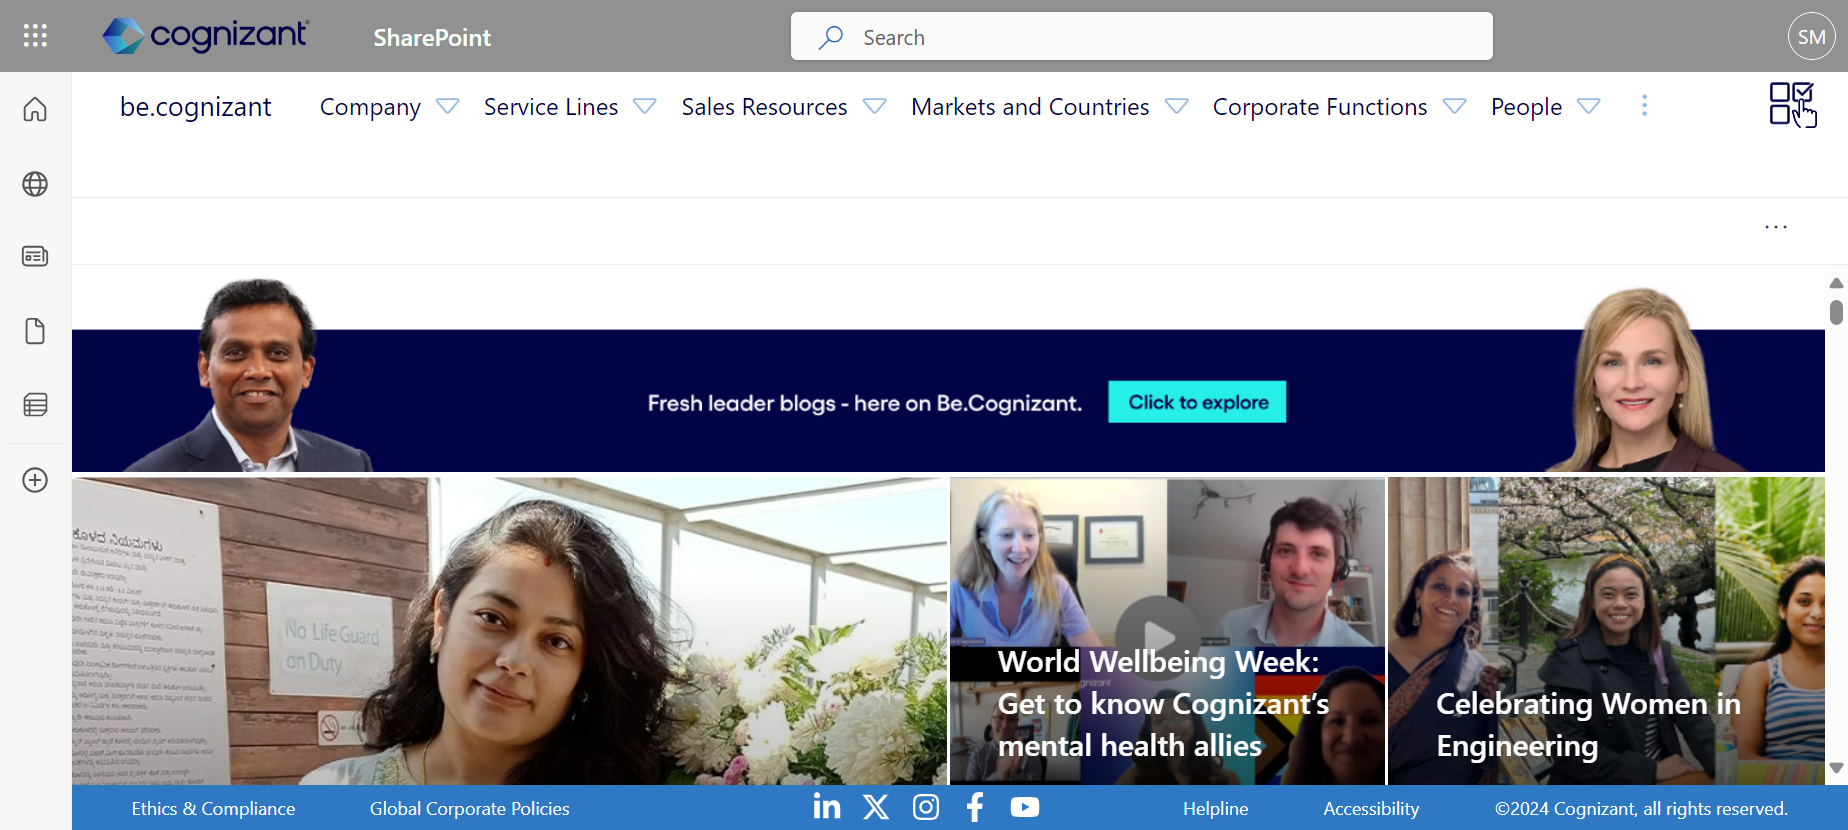 cognizant
SharePoint
Search
SM
be.cognizant
Company
Service Lines
Sales Resources
Markets and Countries
Corporate Functions
People
Fresh leader blogs - here on Be.Cognizant.
Click to explore
No Life Guard
on Duty
World Wellbeing Week:
Get to know Cognizant’s
mental health allies
Celebrating Women in
Engineering
Ethics & Compliance
Global Corporate Policies
Helpline
Accessibility
©2024 Cognizant, all rights reserved.